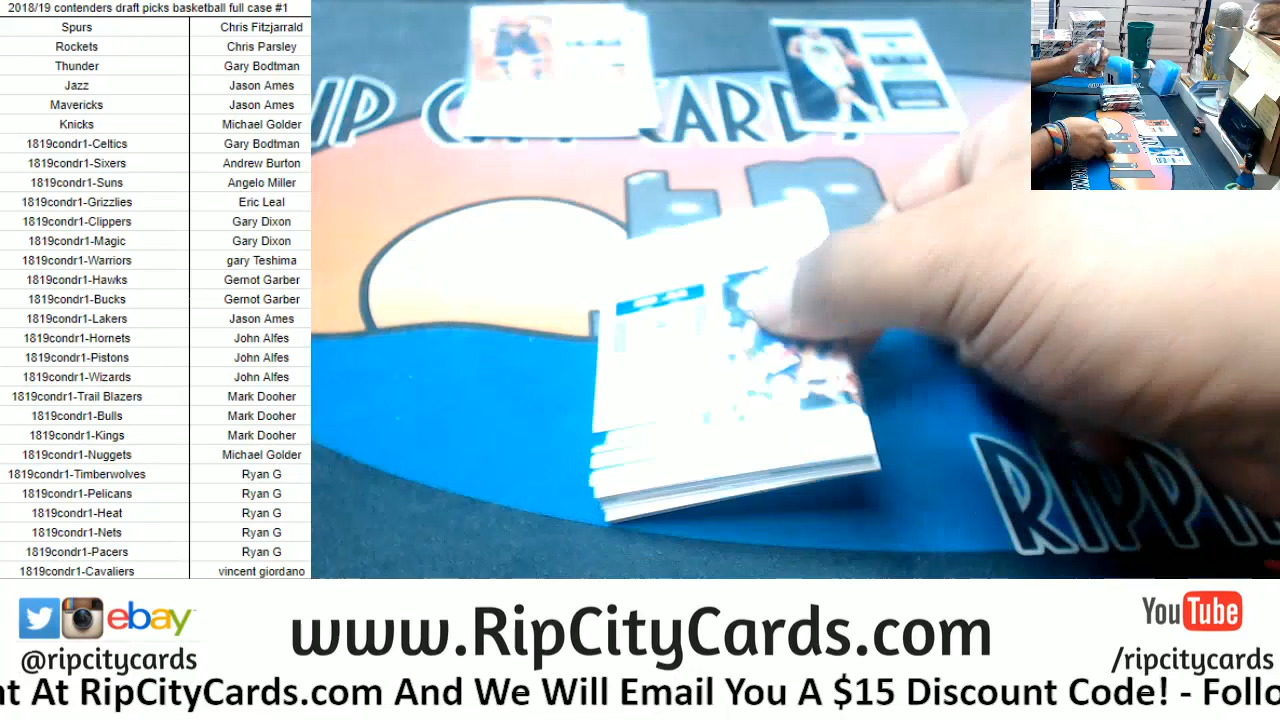 2018/19 contenders draft picks basketball full case #1
Spurs Chris Fitzjarrald
Rockets Chris Parsley
Thunder Gary Bodtman
Jazz Jason Ames
Mavericks Jason Ames
Knicks Michael Golder
1819condr1-Celtics Gary Bodtman
1819condr1-Sixers Andrew Burton
1819condr1-Suns Angelo Miller
1819condr1-Grizzlies Eric Leal
1819condr1-Clippers Gary Dixon
1819condr1-Magic Gary Dixon
1819condr1-Warriors gary Teshima
1819condr1-Hawks Gernot Garber
1819condr1-Bucks Gernot Garber
1819condr1-Lakers Jason Ames
1819condr1-Hornets John Alfes
1819condr1-Pistons John Alfes
1819condr1-Wizards John Alfes
1819condr1-Trail Blazers Mark Dooher
1819condr1-Bulls Mark Dooher
1819condr1-Kings Mark Dooher
1819condr1-Nuggets Michael Golder
1819condr1-Timberwolves Ryan G
1819condr1-Pelicans Ryan G
1819condr1-Heat Ryan G
1819condr1-Nets Ryan G
1819condr1-Pacers Ryan G
1819condr1-Cavaliers vincent giordano
IP CITY CARD
RIPPI
ebay
@ripcitycards
www.RipCityCards.com
YouTube
/ripcitycards
at At RipCityCards.com And We Will Email You A $15 Discount Code! - Follo